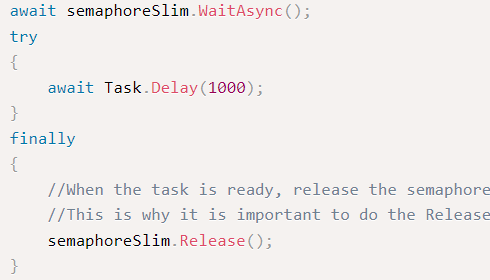 await semaphoreSlim.WaitAsync();
try
{
    await Task.Delay(1000);
}
finally
{
    //When the task is ready, release the semaphore
    //This is why it is important to do the Release
    semaphoreSlim.Release();
}